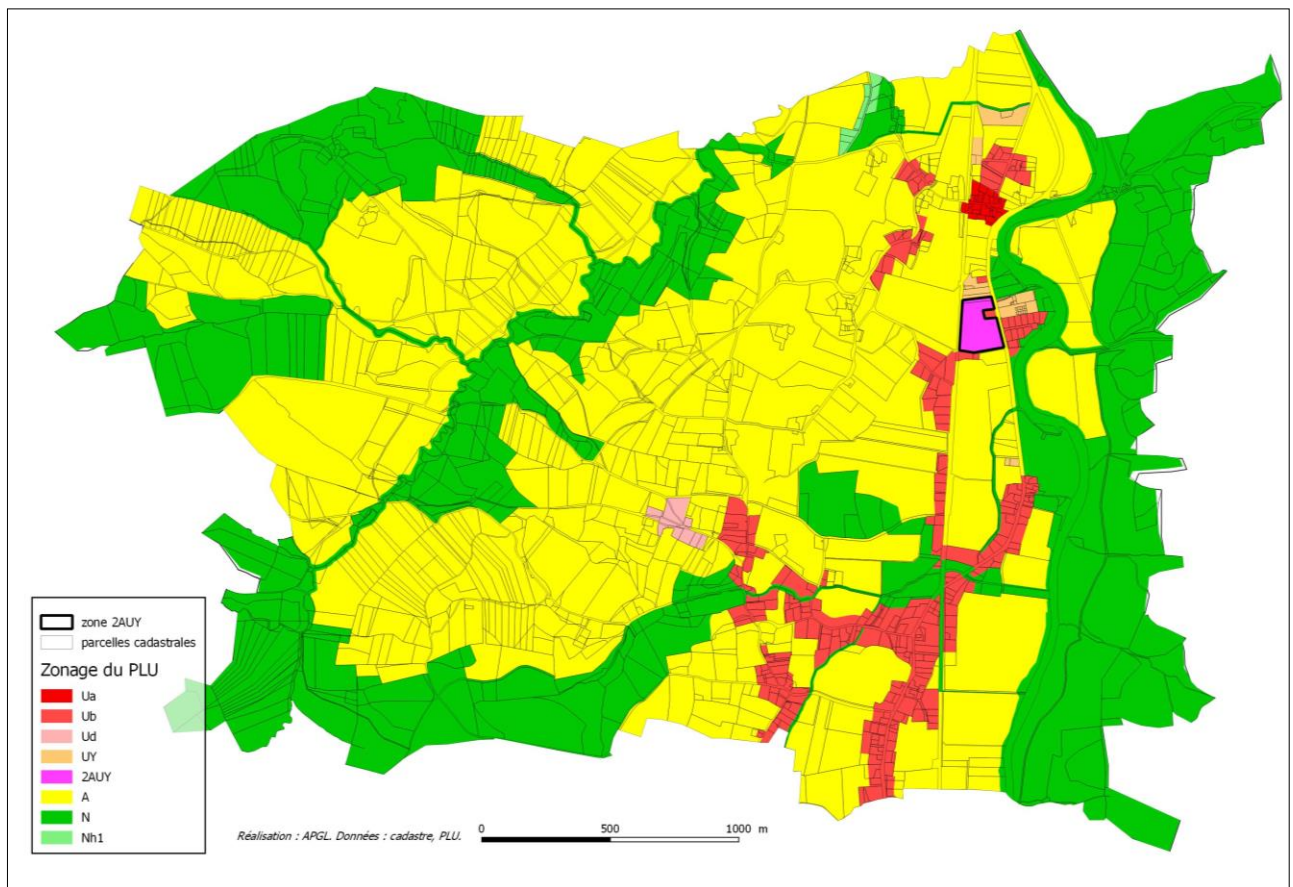 zone 2AUY
parcelles cadastrales
Zonage du PLU
Ua
Ub
Ud
UY
2AUY
A
N
Nh1
Réalisation : APGL. Données : cadastre, PLU.
0 500 1000 m